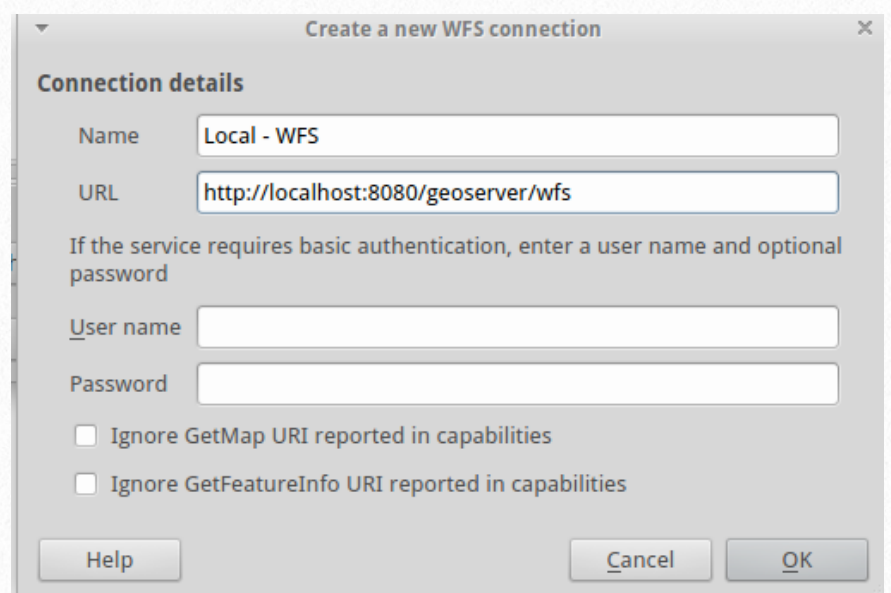 Create a new WFS connection
Connection details
Name Local - WFS
URL http://localhost:8080/geoserver/wfs
If the service requires basic authentication, enter a user name and optional
password
User name
Password
Ignore GetMap URI reported in capabilities
Ignore GetFeatureInfo URI reported in capabilities
Help Cancel OK